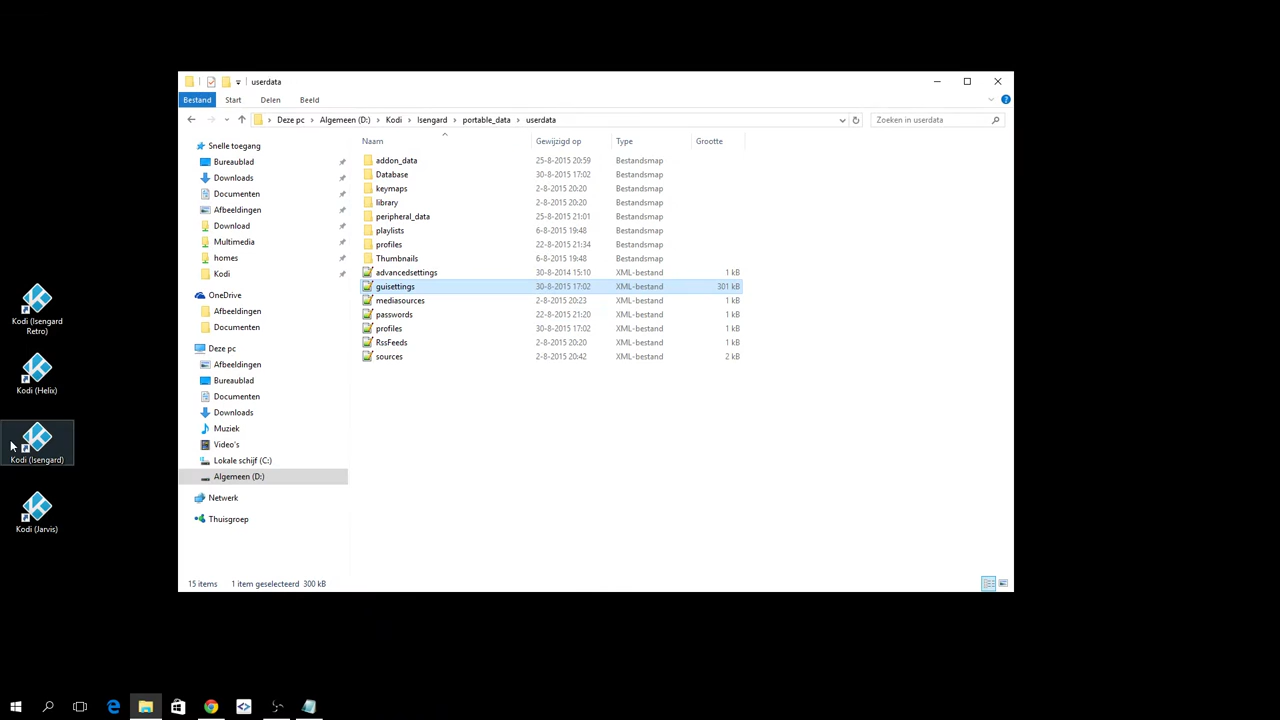 userdata
Bestand Start Delen Beeld
Deze pc Algemeen (D:) Kodi Isengard portable_data userdata
Zoeken in userdata
Naam Gewijzigd op Type Grootte
Snelle toegang
Bureaublad
Downloads
Documenten
Afbeeldingen
Download
Multimedia
homes
Kodi
OneDrive
Afbeeldingen
Documenten
Deze pc
Afbeeldingen
Bureaublad
Documenten
Downloads
Muziek
Video's
Lokale schijf (C:)
Algemeen (D:)
Netwerk
Thuisgroep
addon_data 25-8-2015 20:59 Bestandsmap
Database 30-8-2015 17:02 Bestandsmap
keymaps 2-8-2015 20:20 Bestandsmap
library 2-8-2015 20:20 Bestandsmap
peripheral_data 25-8-2015 21:01 Bestandsmap
playlists 6-8-2015 19:48 Bestandsmap
profiles 22-8-2015 21:34 Bestandsmap
Thumbnails 6-8-2015 19:48 Bestandsmap
advancedsettings 30-8-2014 15:10 XML-bestand 1 kB
guisettings 30-8-2015 17:02 XML-bestand 301 kB
mediasources 2-8-2015 20:23 XML-bestand 1 kB
passwords 22-8-2015 21:20 XML-bestand 1 kB
profiles 30-8-2015 17:02 XML-bestand 1 kB
RssFeeds 2-8-2015 20:20 XML-bestand 1 kB
sources 2-8-2015 20:42 XML-bestand 2 kB
15 items 1 item geselecteerd 300 kB
Kodi (Isengard
Retro)
Kodi (Helix)
Kodi (Isengard)
Kodi (Jarvis)